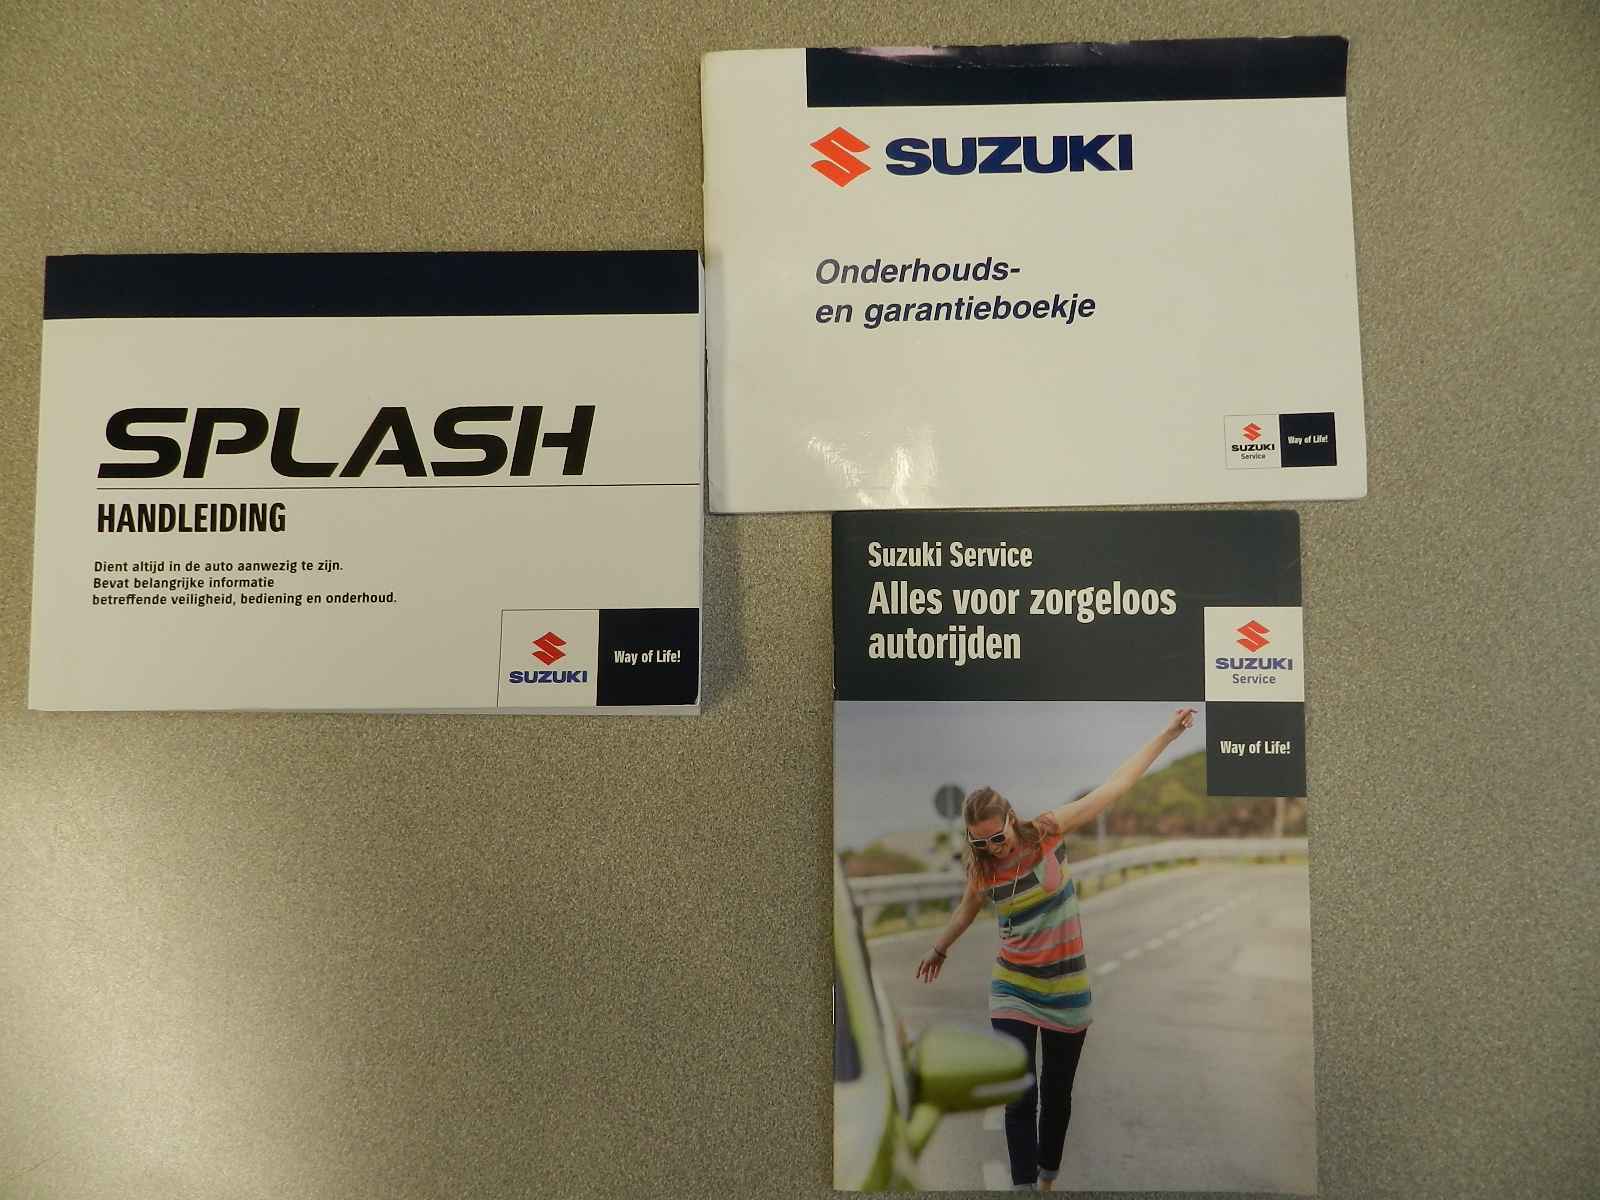 SUZUKI
Onderhouds-
en garantieboekje
SUZUKI
Service
Way of Life!
SPLASH
HANDLEIDING
Dient altijd in de auto aanwezig te zijn.
Bevat belangrijke informatie
betreffende veiligheid, bediening en onderhoud.
SUZUKI
Way of Life!
Suzuki Service
Alles voor zorgeloos
autorijden
SUZUKI
Service
Way of Life!